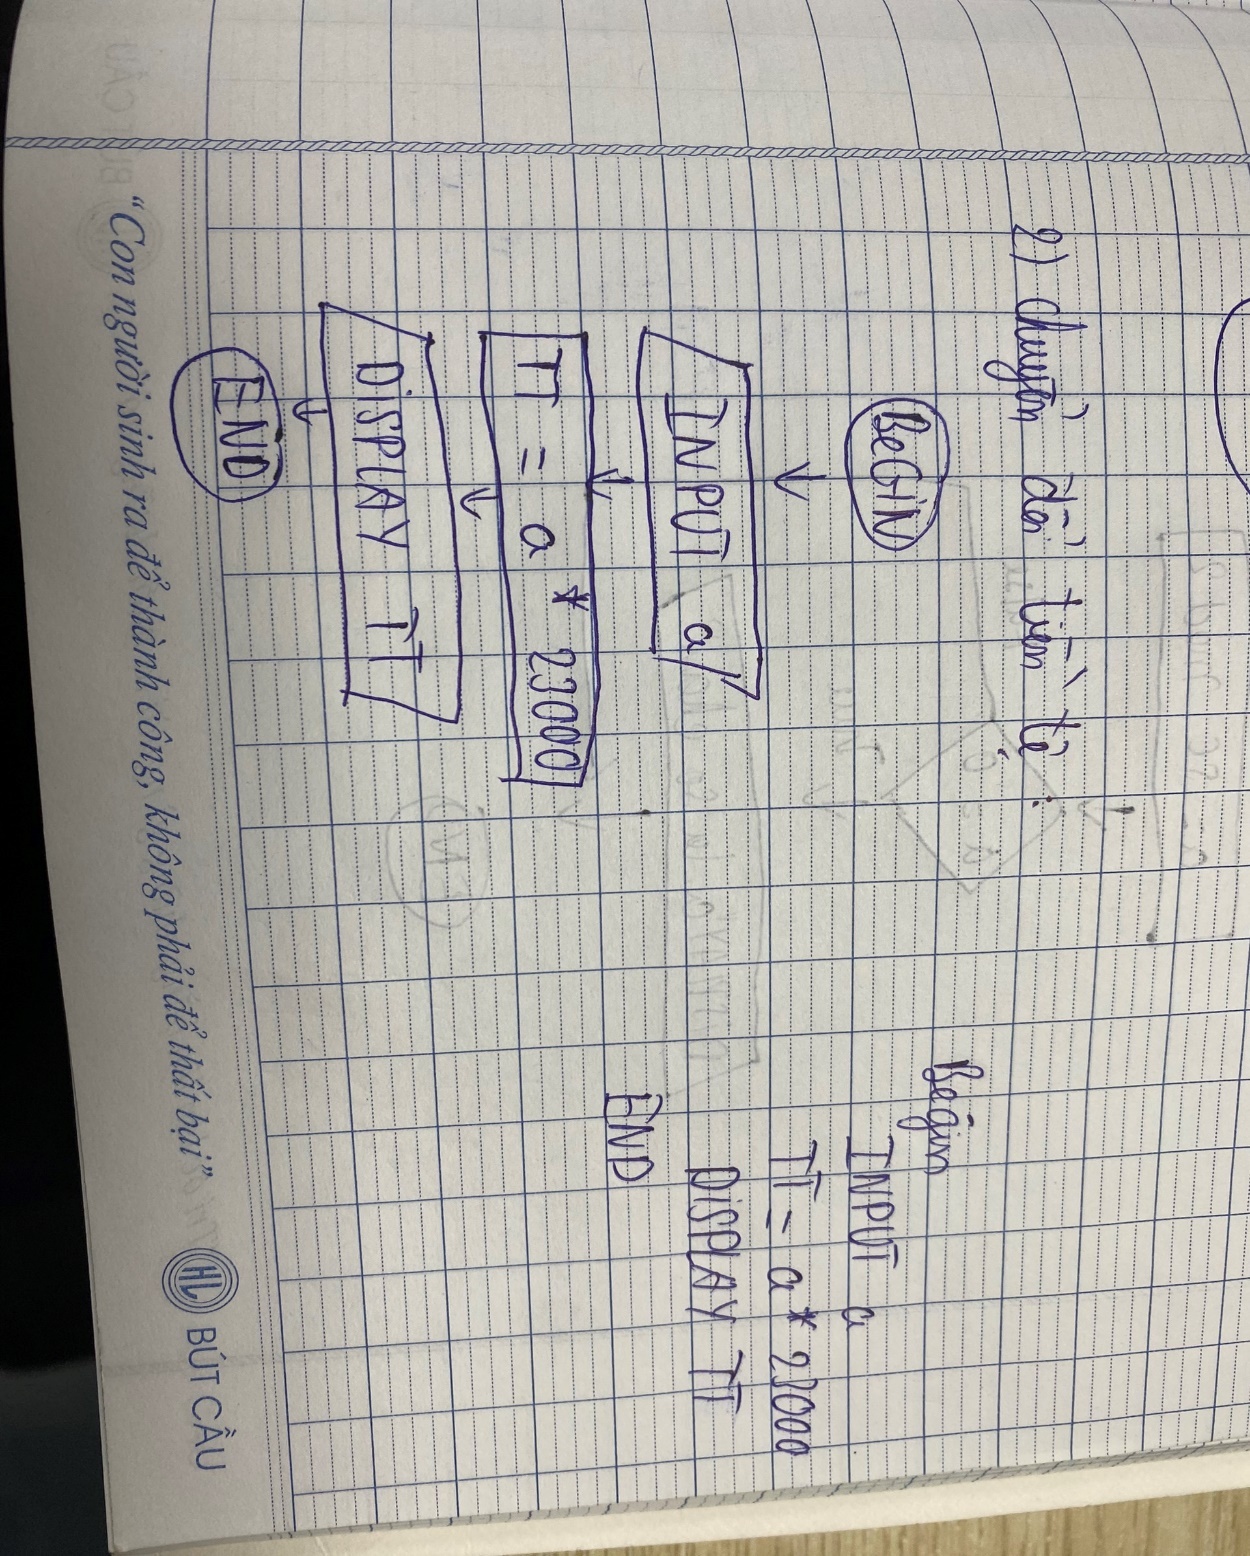 2) chuyển đổi tiền tệ :
BeGIN
INPUT a
TT = a * 23000
DiSPLAY TT
END
Begin
INPUT a
TT = a * 23000
DiSPLAY TT
END
“Con người sinh ra để thành công, không phải để thất bại”
HL BÚT CẦU